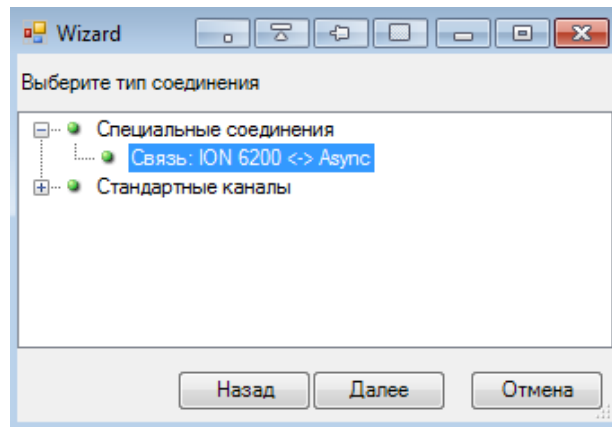 Wizard
Выберите тип соединения
Специальные соединения
Связь: ION 6200 <-> Async
Стандартные каналы
Назад Далее Отмена